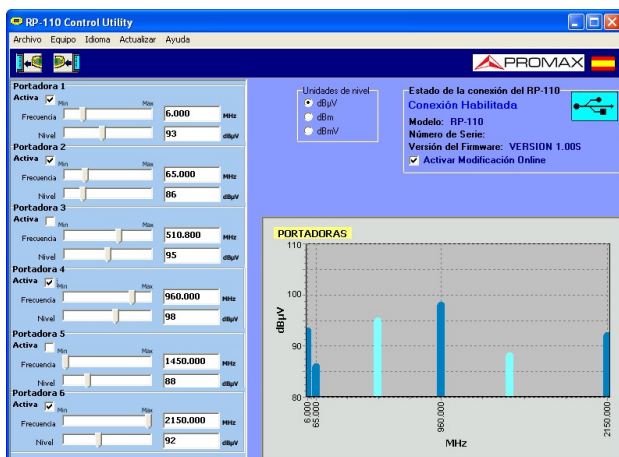 RP-110 Control Utility
Archivo Equipo Idioma Actualizar Ayuda
PROMAX
Portadora 1
Activa
Min Max
Frecuencia 6.000 MHz
Nivel 93 dBµV
Portadora 2
Activa
Min Max
Frecuencia 65.000 MHz
Nivel 86 dBµV
Portadora 3
Activa
Min Max
Frecuencia 510.800 MHz
Nivel 95 dBµV
Portadora 4
Activa
Min Max
Frecuencia 960.000 MHz
Nivel 98 dBµV
Portadora 5
Activa
Min Max
Frecuencia 1450.000 MHz
Nivel 88 dBµV
Portadora 6
Activa
Min Max
Frecuencia 2150.000 MHz
Nivel 92 dBµV
Unidades de nivel
dBµV
dBm
dBmV
Estado de la conexión del RP-110
Conexión Habilitada
Modelo: RP-110
Número de Serie:
Versión del Firmware: VERSION 1.00S
Activar Modificación Online
PORTADORAS
110
100
90
80
dBµV
6.000
65.000
960.000
2150.000
MHz